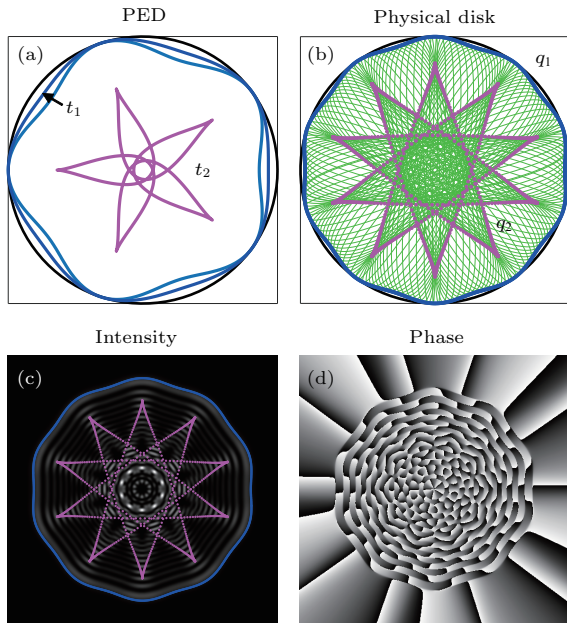 PED
Physical disk
(a)
t₁
t₂
(b)
q₁
q₂
Intensity
Phase
(c)
(d)